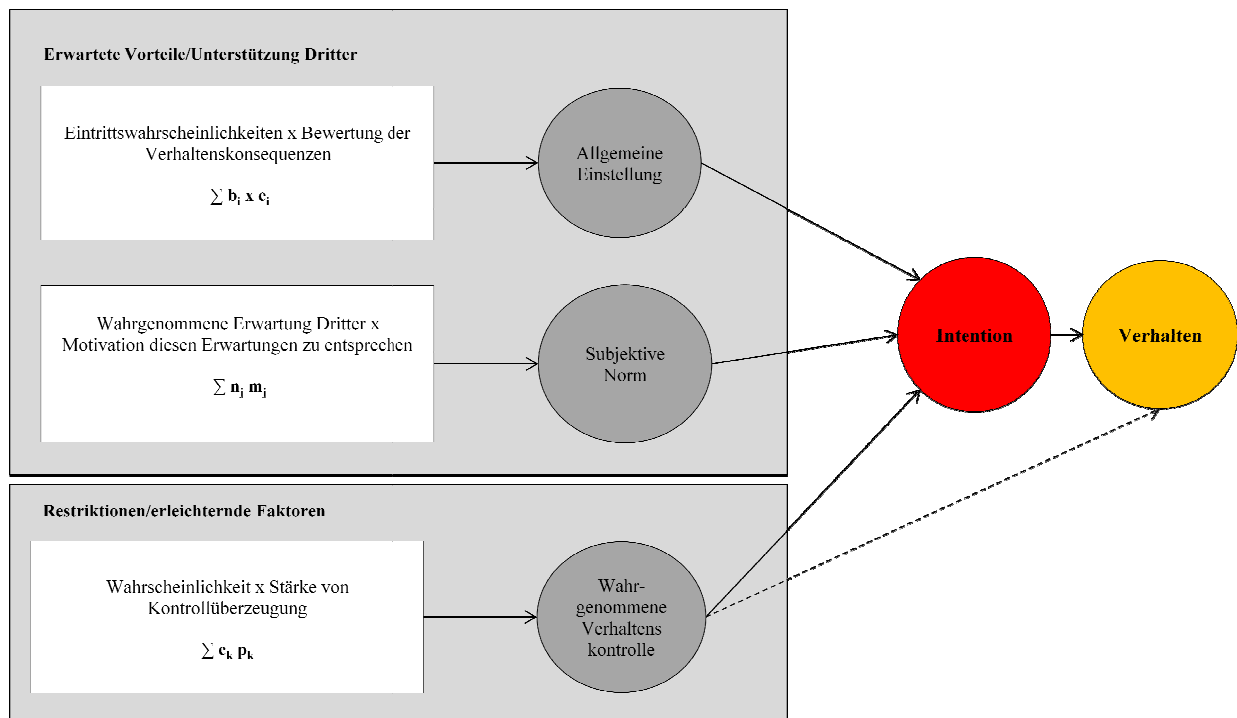 Erwartete Vorteile/Unterstützung Dritter
Eintrittswahrscheinlichkeiten x Bewertung der
Verhaltenskonsequenzen
∑ bᵢ x eᵢ
Allgemeine
Einstellung
Wahrgenommene Erwartung Dritter x
Motivation diesen Erwartungen zu entsprechen
∑ nⱼ mⱼ
Subjektive
Norm
Intention
Verhalten
Restriktionen/erleichternde Faktoren
Wahrscheinlichkeit x Stärke von
Kontrollüberzeugung
∑ cₖ pₖ
Wahr-
genommene
Verhaltens
kontrolle